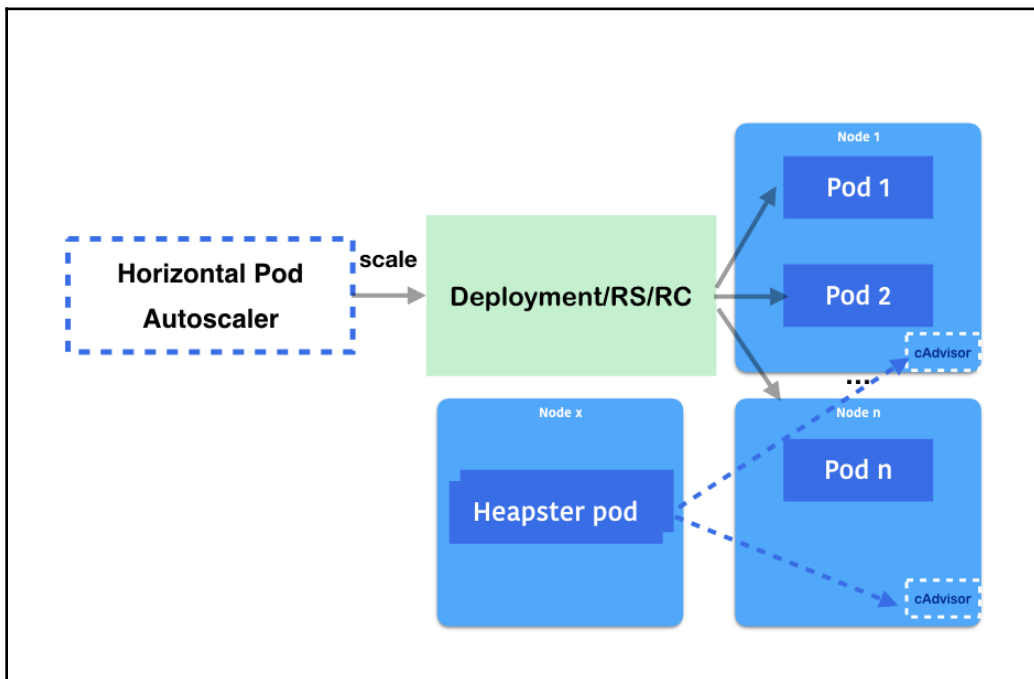 Horizontal Pod
Autoscaler
scale
Deployment/RS/RC
Node 1
Pod 1
Pod 2
cAdvisor
...
Node x
Heapster pod
Node n
Pod n
cAdvisor